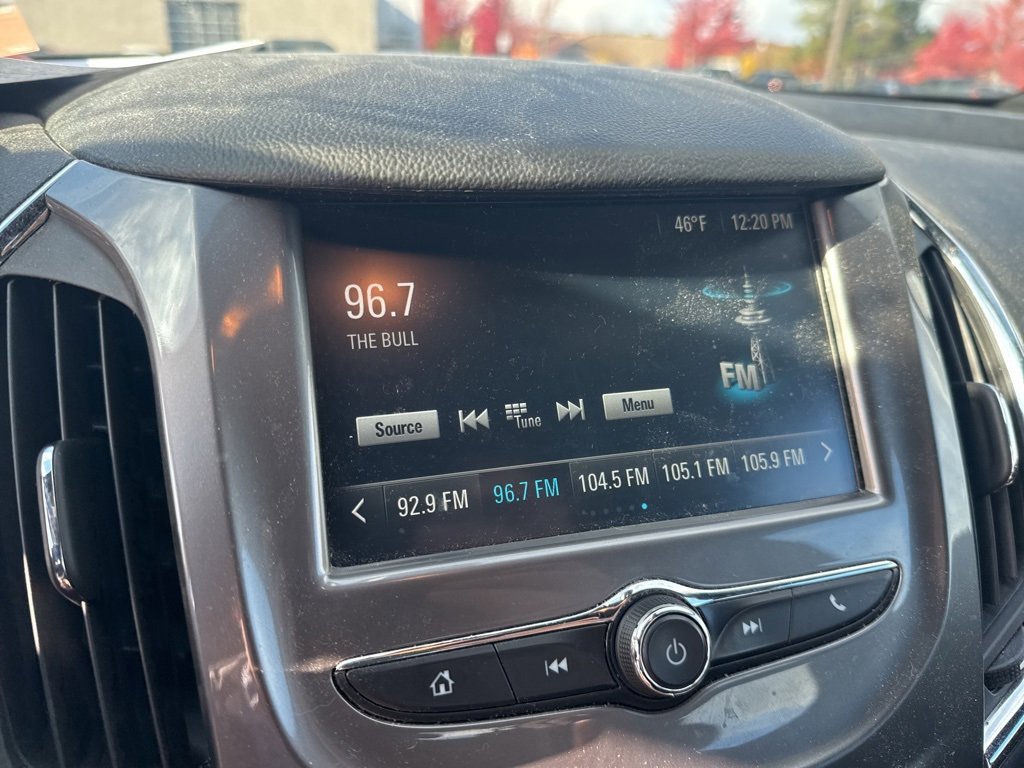 46°F 12:20 PM
96.7
THE BULL
FM
Source Tune Menu
92.9 FM 96.7 FM 104.5 FM 105.1 FM 105.9 FM